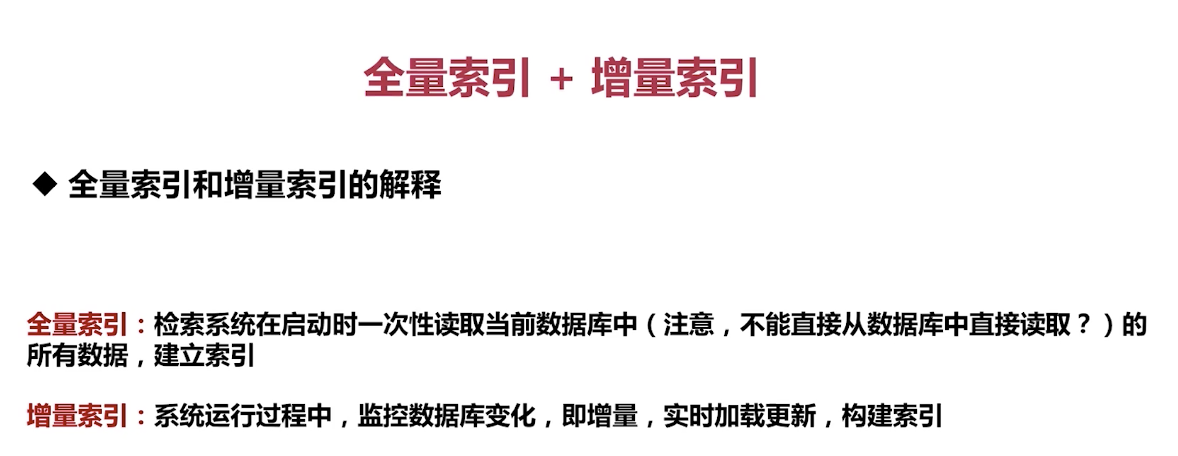 全量索引 + 增量索引
◆ 全量索引和增量索引的解释
全量索引：检索系统在启动时一次性读取当前数据库中（注意，不能直接从数据库中直接读取？）的
所有数据，建立索引
增量索引：系统运行过程中，监控数据库变化，即增量，实时加载更新，构建索引